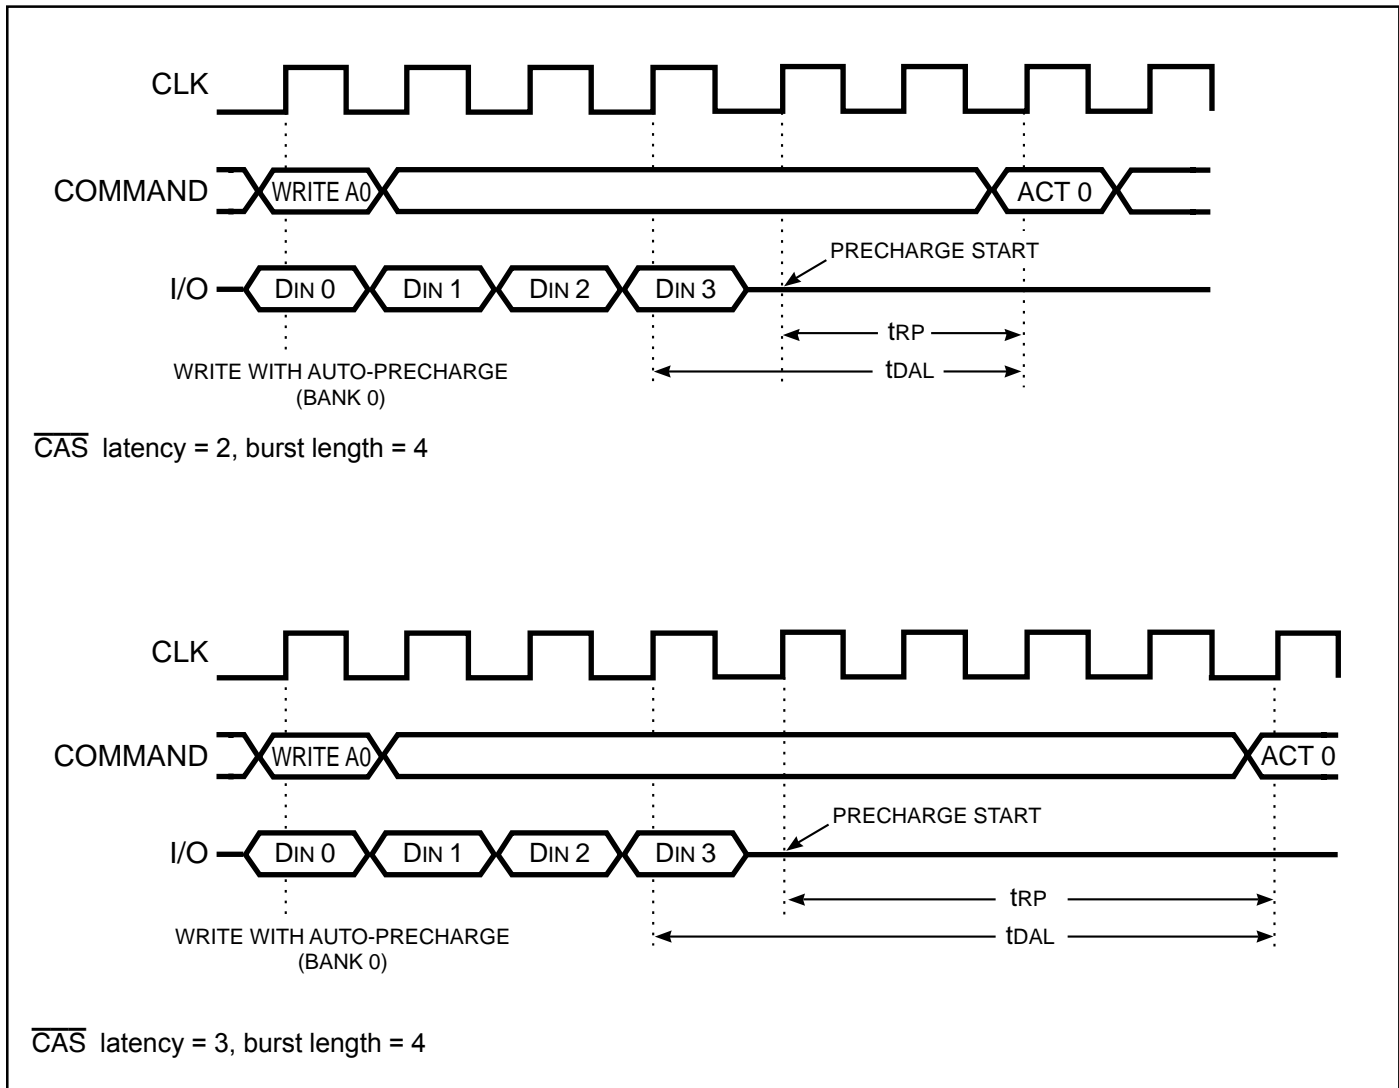 CLK
COMMAND WRITE A0 ACT 0
PRECHARGE START
I/O DIN 0 DIN 1 DIN 2 DIN 3
tRP
WRITE WITH AUTO-PRECHARGE
tDAL
(BANK 0)
CAS latency = 2, burst length = 4
CLK
COMMAND WRITE A0 ACT 0
PRECHARGE START
I/O DIN 0 DIN 1 DIN 2 DIN 3
tRP
WRITE WITH AUTO-PRECHARGE
tDAL
(BANK 0)
CAS latency = 3, burst length = 4